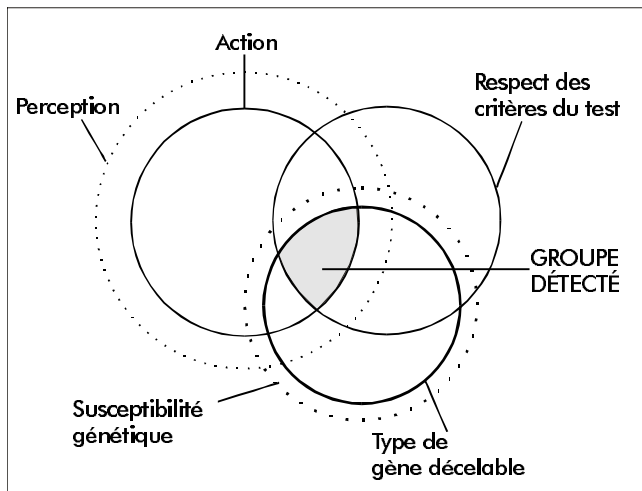 Action
Perception
Respect des
critères du test
GROUPE
DÉTECTÉ
Susceptibilité
génétique
Type de
gène décelable